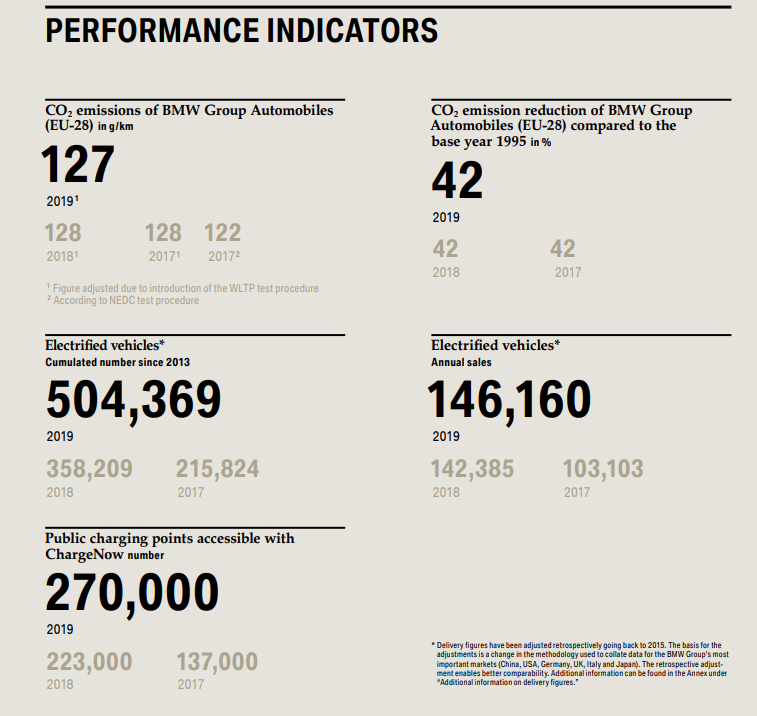 PERFORMANCE INDICATORS
CO₂ emissions of BMW Group Automobiles
(EU-28) in g/km
127
2019¹
128 128 122
2018¹ 2017¹ 2017²
¹ Figure adjusted due to introduction of the WLTP test procedure
² According to NEDC test procedure
CO₂ emission reduction of BMW Group
Automobiles (EU-28) compared to the
base year 1995 in %
42
2019
42 42
2018 2017
Electrified vehicles*
Cumulated number since 2013
504,369
2019
358,209 215,824
2018 2017
Electrified vehicles*
Annual sales
146,160
2019
142,385 103,103
2018 2017
Public charging points accessible with
ChargeNow number
270,000
2019
223,000 137,000
2018 2017
* Delivery figures have been adjusted retrospectively going back to 2015. The basis for the
adjustments is a change in the methodology used to collate data for the BMW Group's most
important markets (China, USA, Germany, UK, Italy and Japan). The retrospective adjust-
ment enables better comparability. Additional information can be found in the Annex under
"Additional information on delivery figures."